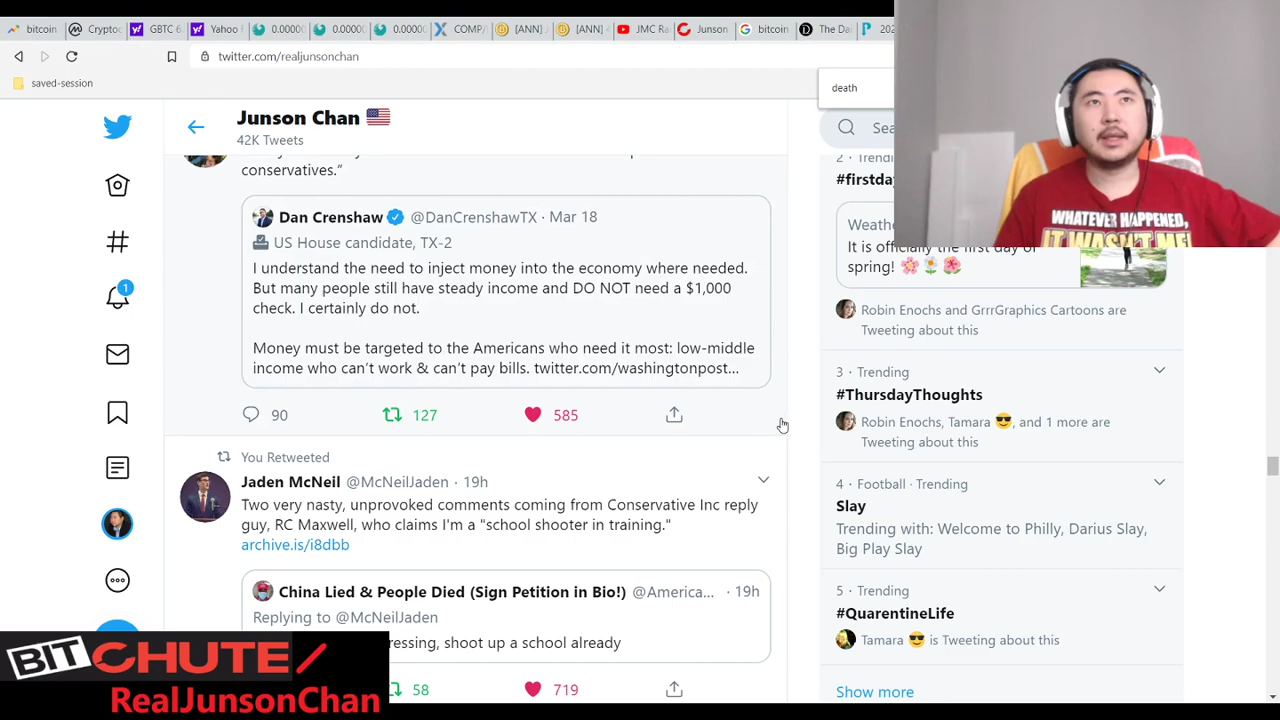 bitcoin
Cryptoc
GBTC 6
Yahoo F
0.0000
0.0000
0.0000
COMP/
[ANN]
[ANN] 4
JMC Ra
Junson
bitcoin
The Da
202
twitter.com/realjunsonchan
saved-session
death
Junson Chan
42K Tweets
Sea
conservatives."
Dan Crenshaw @DanCrenshawTX · Mar 18
US House candidate, TX-2
I understand the need to inject money into the economy where needed.
But many people still have steady income and DO NOT need a $1,000
check. I certainly do not.
Money must be targeted to the Americans who need it most: low-middle
income who can't work & can't pay bills. twitter.com/washingtonpost...
90
127
585
You Retweeted
Jaden McNeil @McNeilJaden · 19h
Two very nasty, unprovoked comments coming from Conservative Inc reply
guy, RC Maxwell, who claims I'm a "school shooter in training."
archive.is/i8dbb
China Lied & People Died (Sign Petition in Bio!) @America... · 19h
Replying to @McNeilJaden
ressing, shoot up a school already
58
719
1
2 · Trendi
#firstda
Weathe
It is officially the first day of
spring!
Robin Enochs and GrrrGraphics Cartoons are
Tweeting about this
3 · Trending
#ThursdayThoughts
Robin Enochs, Tamara 😎, and 1 more are
Tweeting about this
4 · Football · Trending
Slay
Trending with: Welcome to Philly, Darius Slay,
Big Play Slay
5 · Trending
#QuarentineLife
Tamara 😎 is Tweeting about this
Show more
WHATEVER HAPPENED,
IT WASN'T ME!
BITCHUTE/
RealJunsonChan